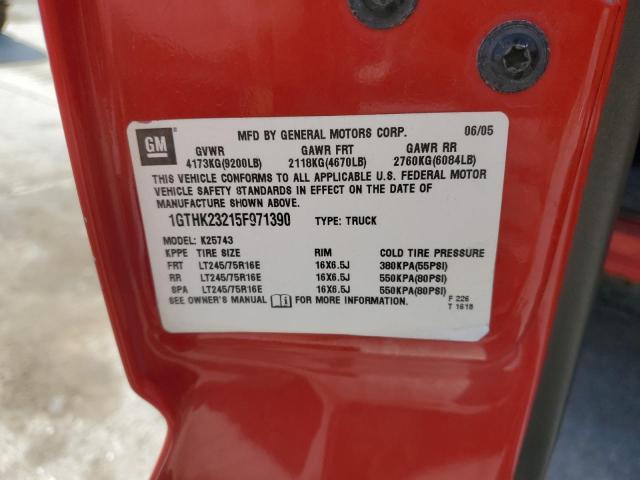 GM
MFD BY GENERAL MOTORS CORP. 06/05
GVWR GAWR FRT GAWR RR
4173KG(9200LB) 2118KG(4670LB) 2760KG(6084LB)
THIS VEHICLE CONFORMS TO ALL APPLICABLE U.S. FEDERAL MOTOR
VEHICLE SAFETY STANDARDS IN EFFECT ON THE DATE OF
MANUFACTURE SHOWN ABOVE.
1GTHK23215F971390 TYPE: TRUCK
MODEL: K25743
KPPE TIRE SIZE RIM COLD TIRE PRESSURE
FRT LT245/75R16E 16X6.5J 380KPA(55PSI)
RR LT245/75R16E 16X6.5J 550KPA(80PSI)
SPA LT245/75R16E 16X6.5J 550KPA(80PSI)
SEE OWNER'S MANUAL FOR MORE INFORMATION.
F 226
T 1618